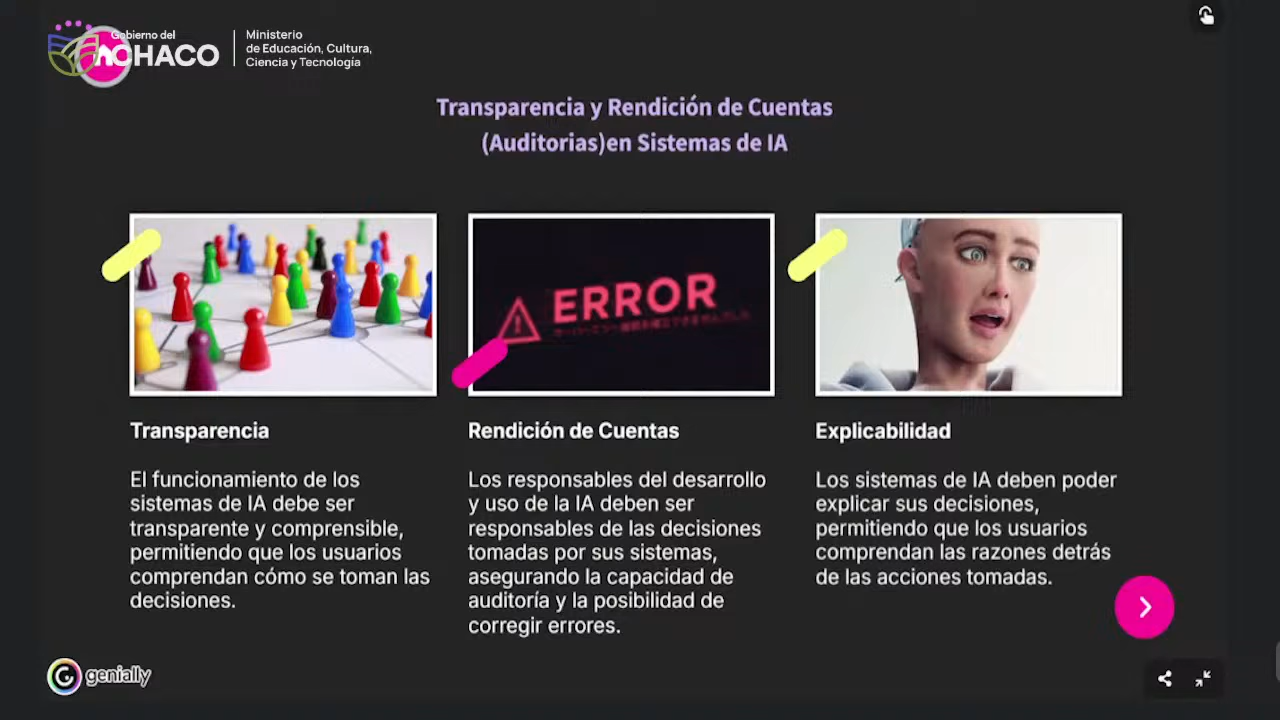 Gobierno del
CHACO
Ministerio
de Educación, Cultura,
Ciencia y Tecnología
Transparencia y Rendición de Cuentas
(Auditorias)en Sistemas de IA
ERROR
Transparencia
El funcionamiento de los
sistemas de IA debe ser
transparente y comprensible,
permitiendo que los usuarios
comprendan cómo se toman las
decisiones.
Rendición de Cuentas
Los responsables del desarrollo
y uso de la IA deben ser
responsables de las decisiones
tomadas por sus sistemas,
asegurando la capacidad de
auditoría y la posibilidad de
corregir errores.
Explicabilidad
Los sistemas de IA deben poder
explicar sus decisiones,
permitiendo que los usuarios
comprendan las razones detrás
de las acciones tomadas.
genially